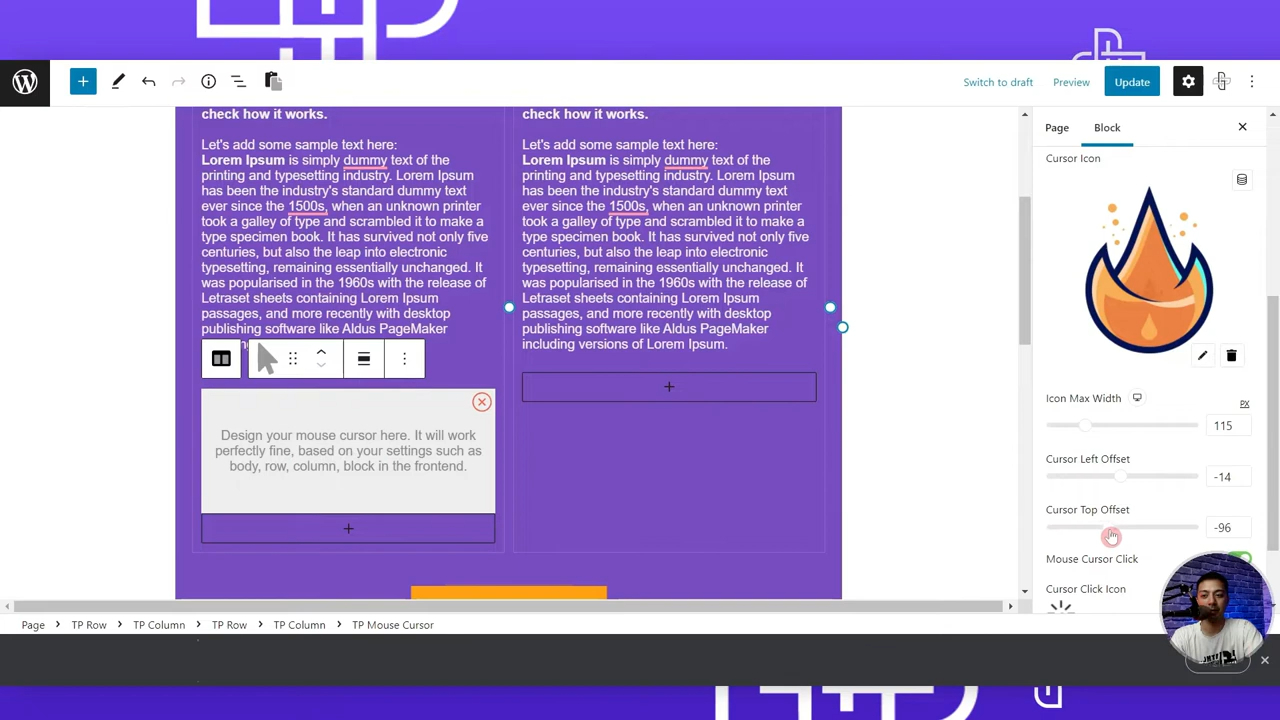 Switch to draft
Preview
Update
check how it works.
Let's add some sample text here:
Lorem Ipsum is simply dummy text of the
printing and typesetting industry. Lorem Ipsum
has been the industry's standard dummy text
ever since the 1500s, when an unknown printer
took a galley of type and scrambled it to make a
type specimen book. It has survived not only five
centuries, but also the leap into electronic
typesetting, remaining essentially unchanged. It
was popularised in the 1960s with the release of
Letraset sheets containing Lorem Ipsum
passages, and more recently with desktop
publishing software like Aldus PageMaker
Design your mouse cursor here. It will work
perfectly fine, based on your settings such as
body, row, column, block in the frontend.
check how it works.
Let's add some sample text here:
Lorem Ipsum is simply dummy text of the
printing and typesetting industry. Lorem Ipsum
has been the industry's standard dummy text
ever since the 1500s, when an unknown printer
took a galley of type and scrambled it to make a
type specimen book. It has survived not only five
centuries, but also the leap into electronic
typesetting, remaining essentially unchanged. It
was popularised in the 1960s with the release of
Letraset sheets containing Lorem Ipsum
passages, and more recently with desktop
publishing software like Aldus PageMaker
including versions of Lorem Ipsum.
Page
Block
Cursor Icon
Icon Max Width
PX
115
Cursor Left Offset
-14
Cursor Top Offset
-96
Mouse Cursor Click
Cursor Click Icon
Page
TP Row
TP Column
TP Row
TP Column
TP Mouse Cursor